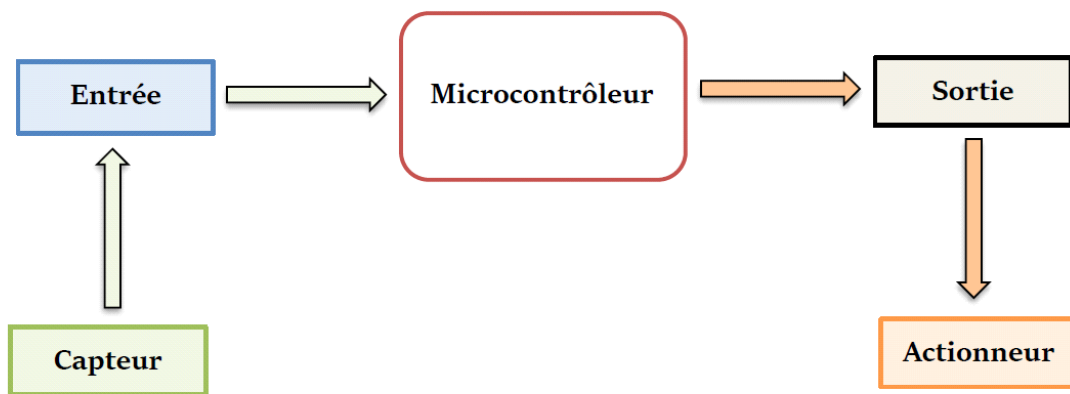 Entrée
Microcontrôleur
Sortie
Capteur
Actionneur